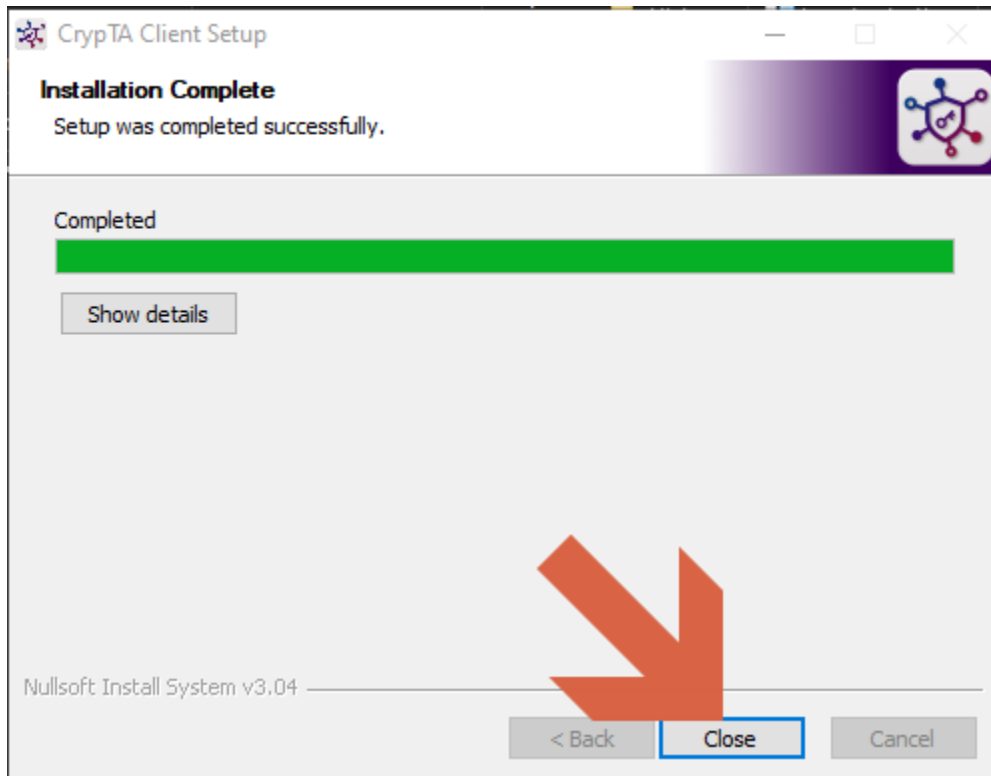 CrypTA Client Setup
Installation Complete
Setup was completed successfully.
Completed
Show details
Nullsoft Install System v3.04
< Back
Close
Cancel